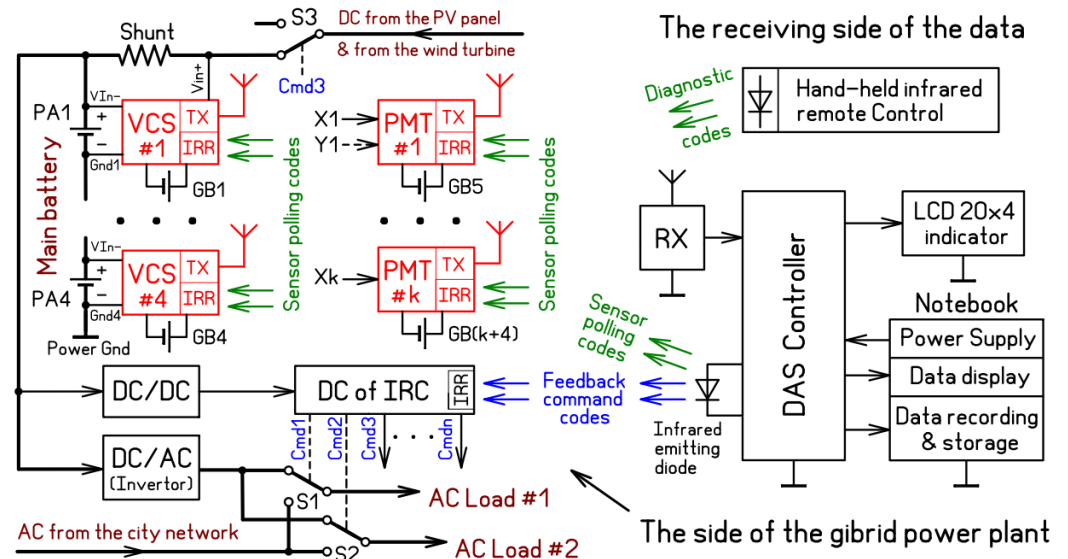 S3
DC from the PV panel
& from the wind turbine
Shunt
Vin+
Cmd3
The receiving side of the data
Diagnostic
codes
Hand-held infrared
remote Control
Main battery
PA1
VIn-
+
−
Gnd1
VCS
#1
TX
IRR
GB1
Sensor polling codes
X1
Y1
PMT
#1
TX
IRR
GB5
Sensor polling codes
PA4
VIn-
+
−
Gnd4
Power Gnd
VCS
#4
TX
IRR
GB4
Xk
PMT
#k
TX
IRR
GB(k+4)
RX
DAS Controller
LCD 20x4
indicator
Notebook
Power Supply
Data display
Data recording
& storage
Sensor
polling
codes
Feedback
command
codes
Infrared
emitting
diode
DC/DC
DC of IRC
IRR
Cmd1
Cmd2
Cmd3
Cmdn
DC/AC
(Invertor)
AC Load #1
S1
AC from the city network
S2
AC Load #2
The side of the gibrid power plant